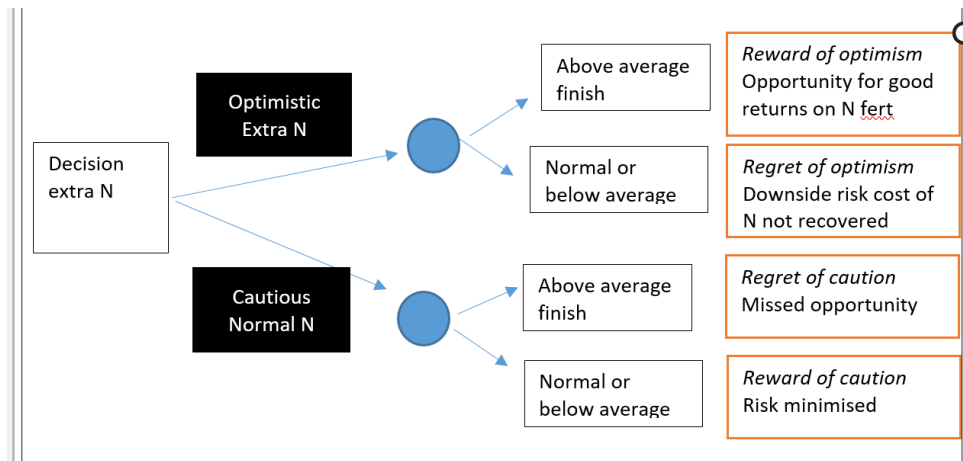 Decision
extra N
Optimistic
Extra N
Above average
finish
Reward of optimism
Opportunity for good
returns on N fert
Normal or
below average
Regret of optimism
Downside risk cost of
N not recovered
Cautious
Normal N
Above average
finish
Regret of caution
Missed opportunity
Normal or
below average
Reward of caution
Risk minimised